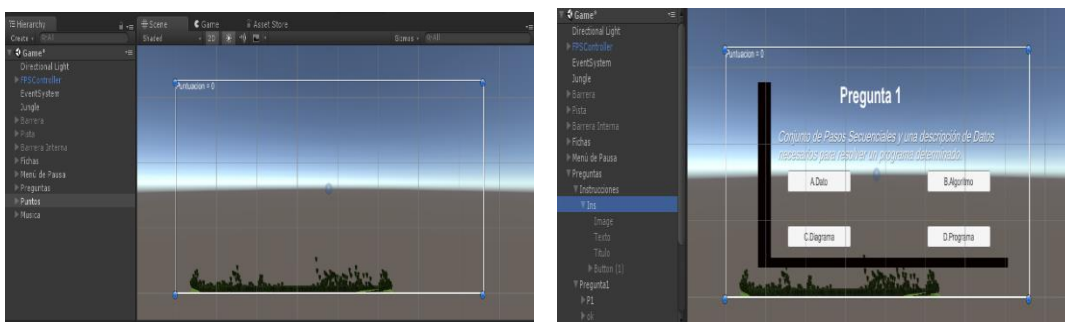 Hierarchy
Scene
Game
Asset Store
Create
All
Shaded
2D
Gizmos
All
Game*
Directional Light
FPSController
EventSystem
Jungle
Barrera
Pista
Barrera Interna
Fichas
Menú de Pausa
Preguntas
Puntos
Musica
Puntuacion = 0
Game*
Directional Light
FPSController
EventSystem
Jungle
Barrera
Pista
Barrera Interna
Fichas
Menú de Pausa
Preguntas
Instrucciones
Ins
Image
Texto
Titulo
Button (1)
Pregunta1
P1
ok
Puntuacion = 0
Pregunta 1
Conjunto de Pasos Secuenciales y una descripción de Datos
necesarios para resolver un programa determinado.
A.Dato
B.Algoritmo
C.Diagrama
D.Programa